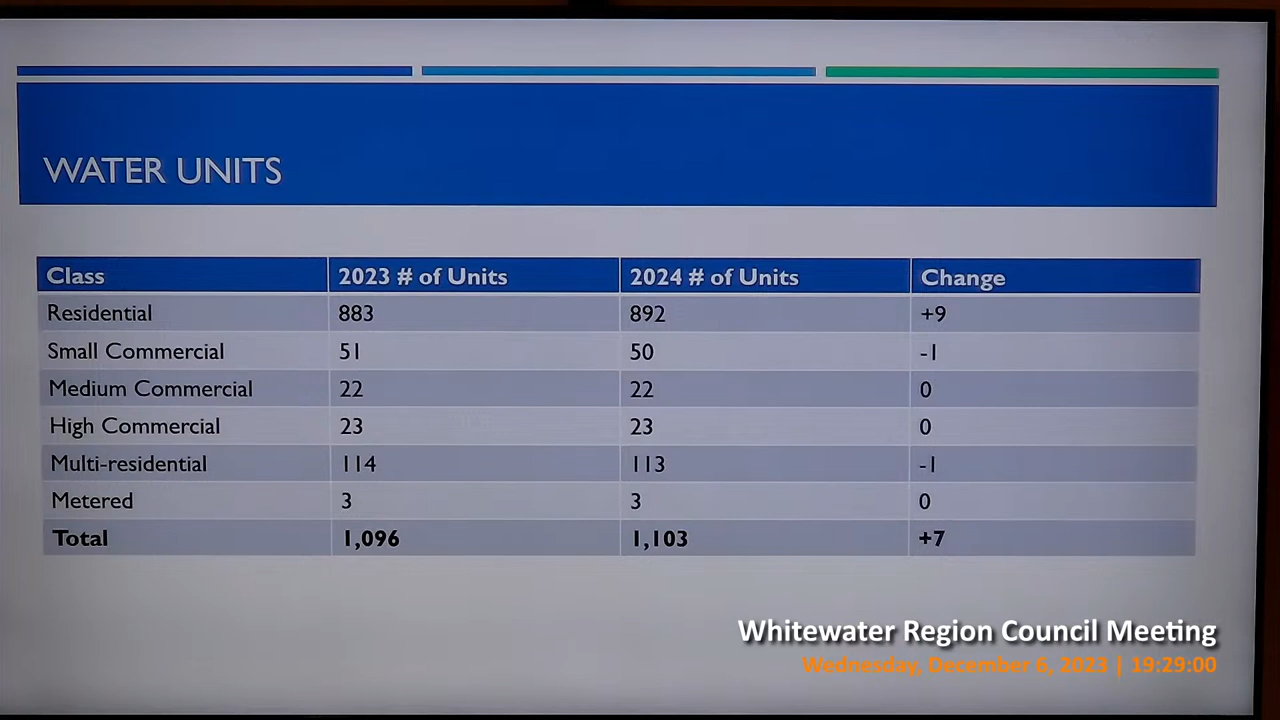 WATER UNITS
Class 2023 # of Units 2024 # of Units Change
Residential 883 892 +9
Small Commercial 51 50 -1
Medium Commercial 22 22 0
High Commercial 23 23 0
Multi-residential 114 113 -1
Metered 3 3 0
Total 1,096 1,103 +7
Whitewater Region Council Meeting
Wednesday, December 6, 2023 | 19:29:00